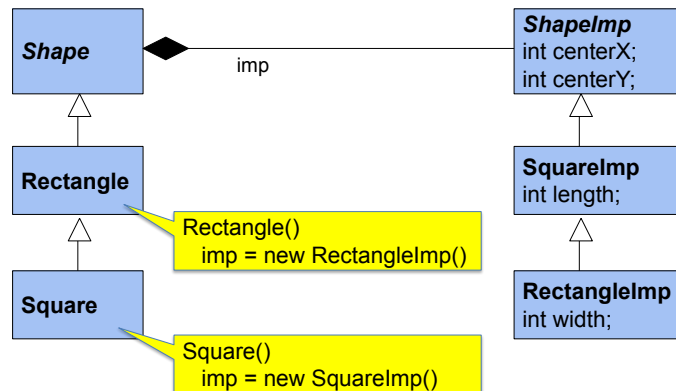 Shape
imp
ShapeImp
int centerX;
int centerY;
Rectangle
SquareImp
int length;
Rectangle()
imp = new RectangleImp()
Square
RectangleImp
int width;
Square()
imp = new SquareImp()